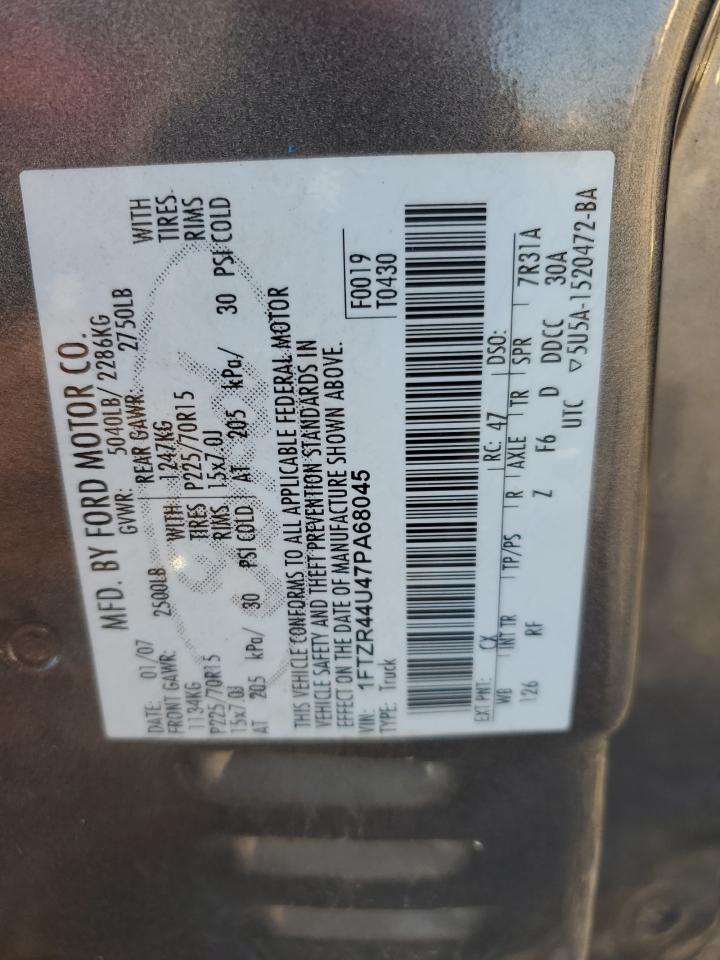 MFD. BY FORD MOTOR CO.
DATE: 01/07 GVWR: 5040LB/ 2286KG
FRONT GAWR: 2500LB REAR GAWR: 2750LB
1134KG WITH 1247KG WITH
P225/70R15 TIRES P225/70R15 TIRES
15x7.0J RIMS 15x7.0J RIMS
AT 205 kPa/ 30 PSI COLD AT 205 kPa/ 30 PSI COLD
THIS VEHICLE CONFORMS TO ALL APPLICABLE FEDERAL MOTOR
VEHICLE SAFETY AND THEFT PREVENTION STANDARDS IN
EFFECT ON THE DATE OF MANUFACTURE SHOWN ABOVE.
VIN: 1FTZR44U47PA68045 F0019
TYPE: Truck T0430
EXT PNT: CX RC: 47 DSO:
WB INT TR TP/PS R AXLE TR SPR 7R31A
126 RF Z F6 D DDCC 30A
UTC ▽5U5A-1520472-BA